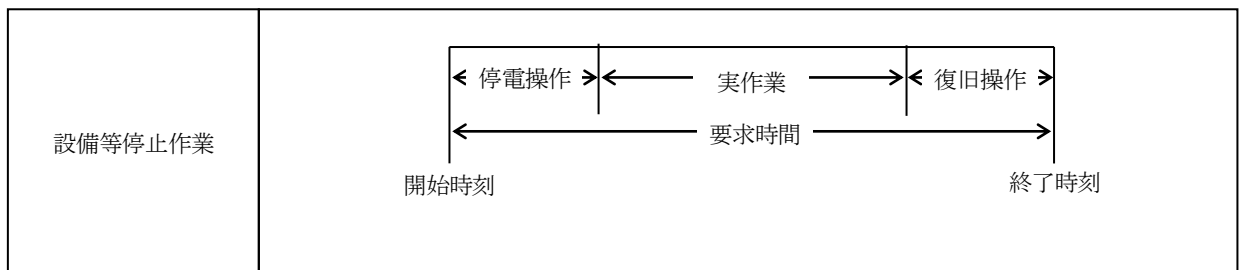 設備等停止作業
停電操作
実作業
復旧操作
要求時間
開始時刻
終了時刻